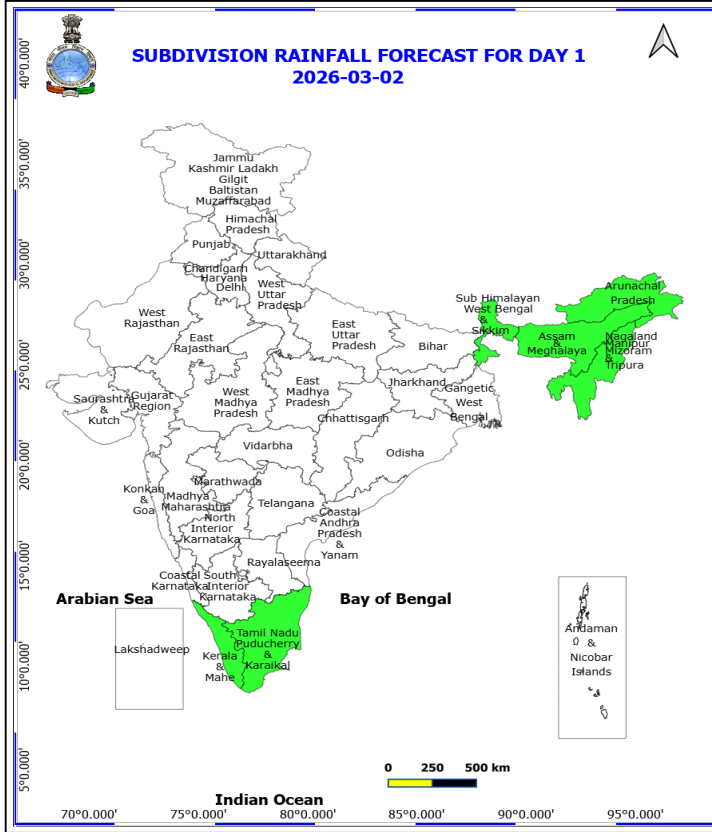 SUBDIVISION RAINFALL FORECAST FOR DAY 1
2026-03-02
40°0.000'
35°0.000'
30°0.000'
25°0.000'
20°0.000'
15°0.000'
10°0.000'
5°0.000'
Jammu
Kashmir Ladakh
Gilgit
Baltistan
Muzaffarabad
Himachal
Pradesh
Punjab
Uttarakhand
Chandigarh
Haryana
Delhi
West
Uttar
Pradesh
West
Rajasthan
East
Rajasthan
East
Uttar
Pradesh
Bihar
Sub Himalayan
West Bengal
&
Sikkim
Arunachal
Pradesh
Assam
&
Meghalaya
Nagaland
Manipur
Mizoram
&
Tripura
Saurashtra
&
Kutch
Gujarat
Region
West
Madhya
Pradesh
East
Madhya
Pradesh
Jharkhand
Gangetic
West
Bengal
Chhattisgarh
Vidarbha
Odisha
Konkan
&
Goa
Marathwada
Madhya
Maharashtra
Telangana
North
Interior
Karnataka
Coastal
Andhra
Pradesh
&
Yanam
Rayalaseema
Coastal
Karnataka
South
Interior
Karnataka
Arabian Sea
Bay of Bengal
Lakshadweep
Kerala
&
Mahe
Tamil Nadu
Puducherry
&
Karaikal
Andaman
&
Nicobar
Islands
0 250 500 km
Indian Ocean
70°0.000' 75°0.000' 80°0.000' 85°0.000' 90°0.000' 95°0.000'